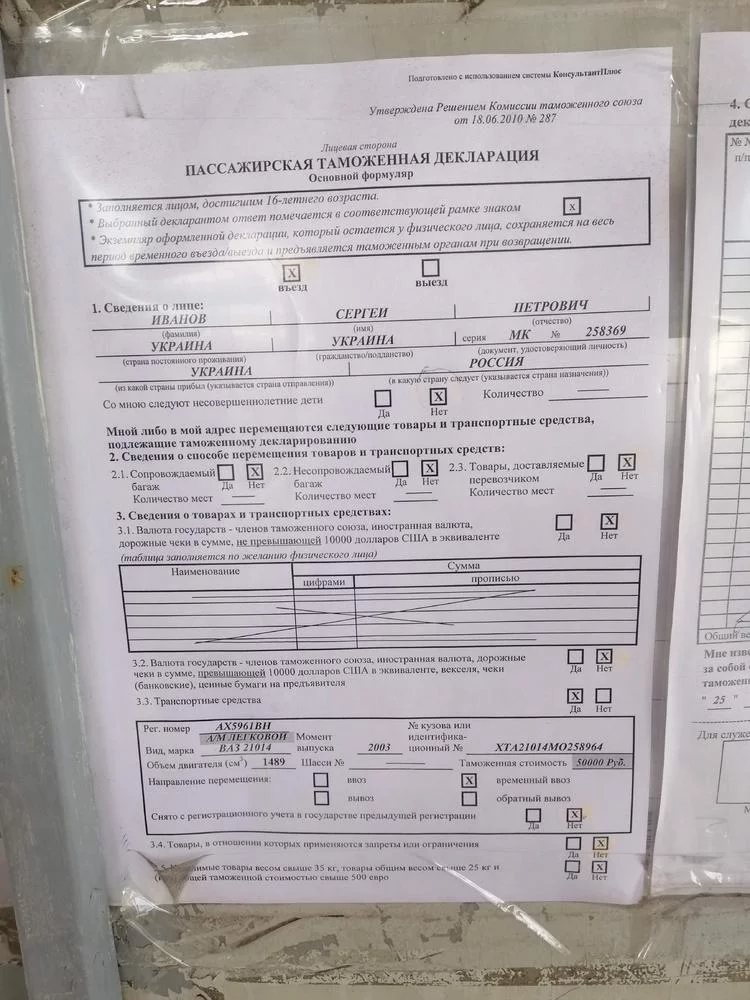 Подготовлено с использованием системы КонсультантПлюс
Утверждена Решением Комиссии таможенного союза
от 18.06.2010 № 287
Лицевая сторона
ПАССАЖИРСКАЯ ТАМОЖЕННАЯ ДЕКЛАРАЦИЯ
Основной формуляр
* Заполняется лицом, достигшим 16-летнего возраста.
* Выбранный декларантом ответ помечается в соответствующей рамке знаком X
* Экземпляр оформленной декларации, который остается у физического лица, сохраняется на весь
период временного въезда/выезда и предъявляется таможенным органам при возвращении.
X
въезд выезд
1. Сведения о лице:
ИВАНОВ СЕРГЕЙ ПЕТРОВИЧ
(фамилия) (имя) (отчество)
УКРАИНА УКРАИНА серия МК № 258369
(страна постоянного проживания) (гражданство/подданство) (документ, удостоверяющий личность)
УКРАИНА РОССИЯ
(из какой страны прибыл (указывается страна отправления)) (в какую страну следует (указывается страна назначения))
Со мною следуют несовершеннолетние дети X Количество
Да Нет
Мной либо в мой адрес перемещаются следующие товары и транспортные средства,
подлежащие таможенному декларированию
2. Сведения о способе перемещения товаров и транспортных средств:
2.1. Сопровождаемый X 2.2. Несопровождаемый X 2.3. Товары, доставляемые X
багаж Да Нет багаж Да Нет перевозчиком Да Нет
Количество мест Количество мест Количество мест
3. Сведения о товарах и транспортных средствах:
3.1. Валюта государств - членов таможенного союза, иностранная валюта, X
дорожные чеки в сумме, не превышающей 10000 долларов США в эквиваленте Да Нет
(таблица заполняется по желанию физического лица)
Наименование Сумма
цифрами прописью
3.2. Валюта государств - членов таможенного союза, иностранная валюта, дорожные X
чеки в сумме, превышающей 10000 долларов США в эквиваленте, векселя, чеки Да Нет
(банковские), ценные бумаги на предъявителя
3.3. Транспортные средства X
Да Нет
Рег. номер АХ5961ВН № кузова или
А/М ЛЕГКОВОЙ Момент идентифика-
Вид, марка ВАЗ 21014 выпуска 2003 ционный № ХТА21014МО258964
Объем двигателя (см³) 1489 Шасси № Таможенная стоимость 50000 Руб.
Направление перемещения: ввоз X временный ввоз
вывоз обратный вывоз
Снято с регистрационного учета в государстве предыдущей регистрации X
Да Нет
3.4. Товары, в отношении которых применяются запреты или ограничения X
Да Нет
товары весом свыше 35 кг, товары общим весом свыше 25 кг и X
таможенной стоимостью свыше 500 евро Да Нет
4.
дек
№
п/п
Общий
Мне
за собой
таможен
" 25 "
Для